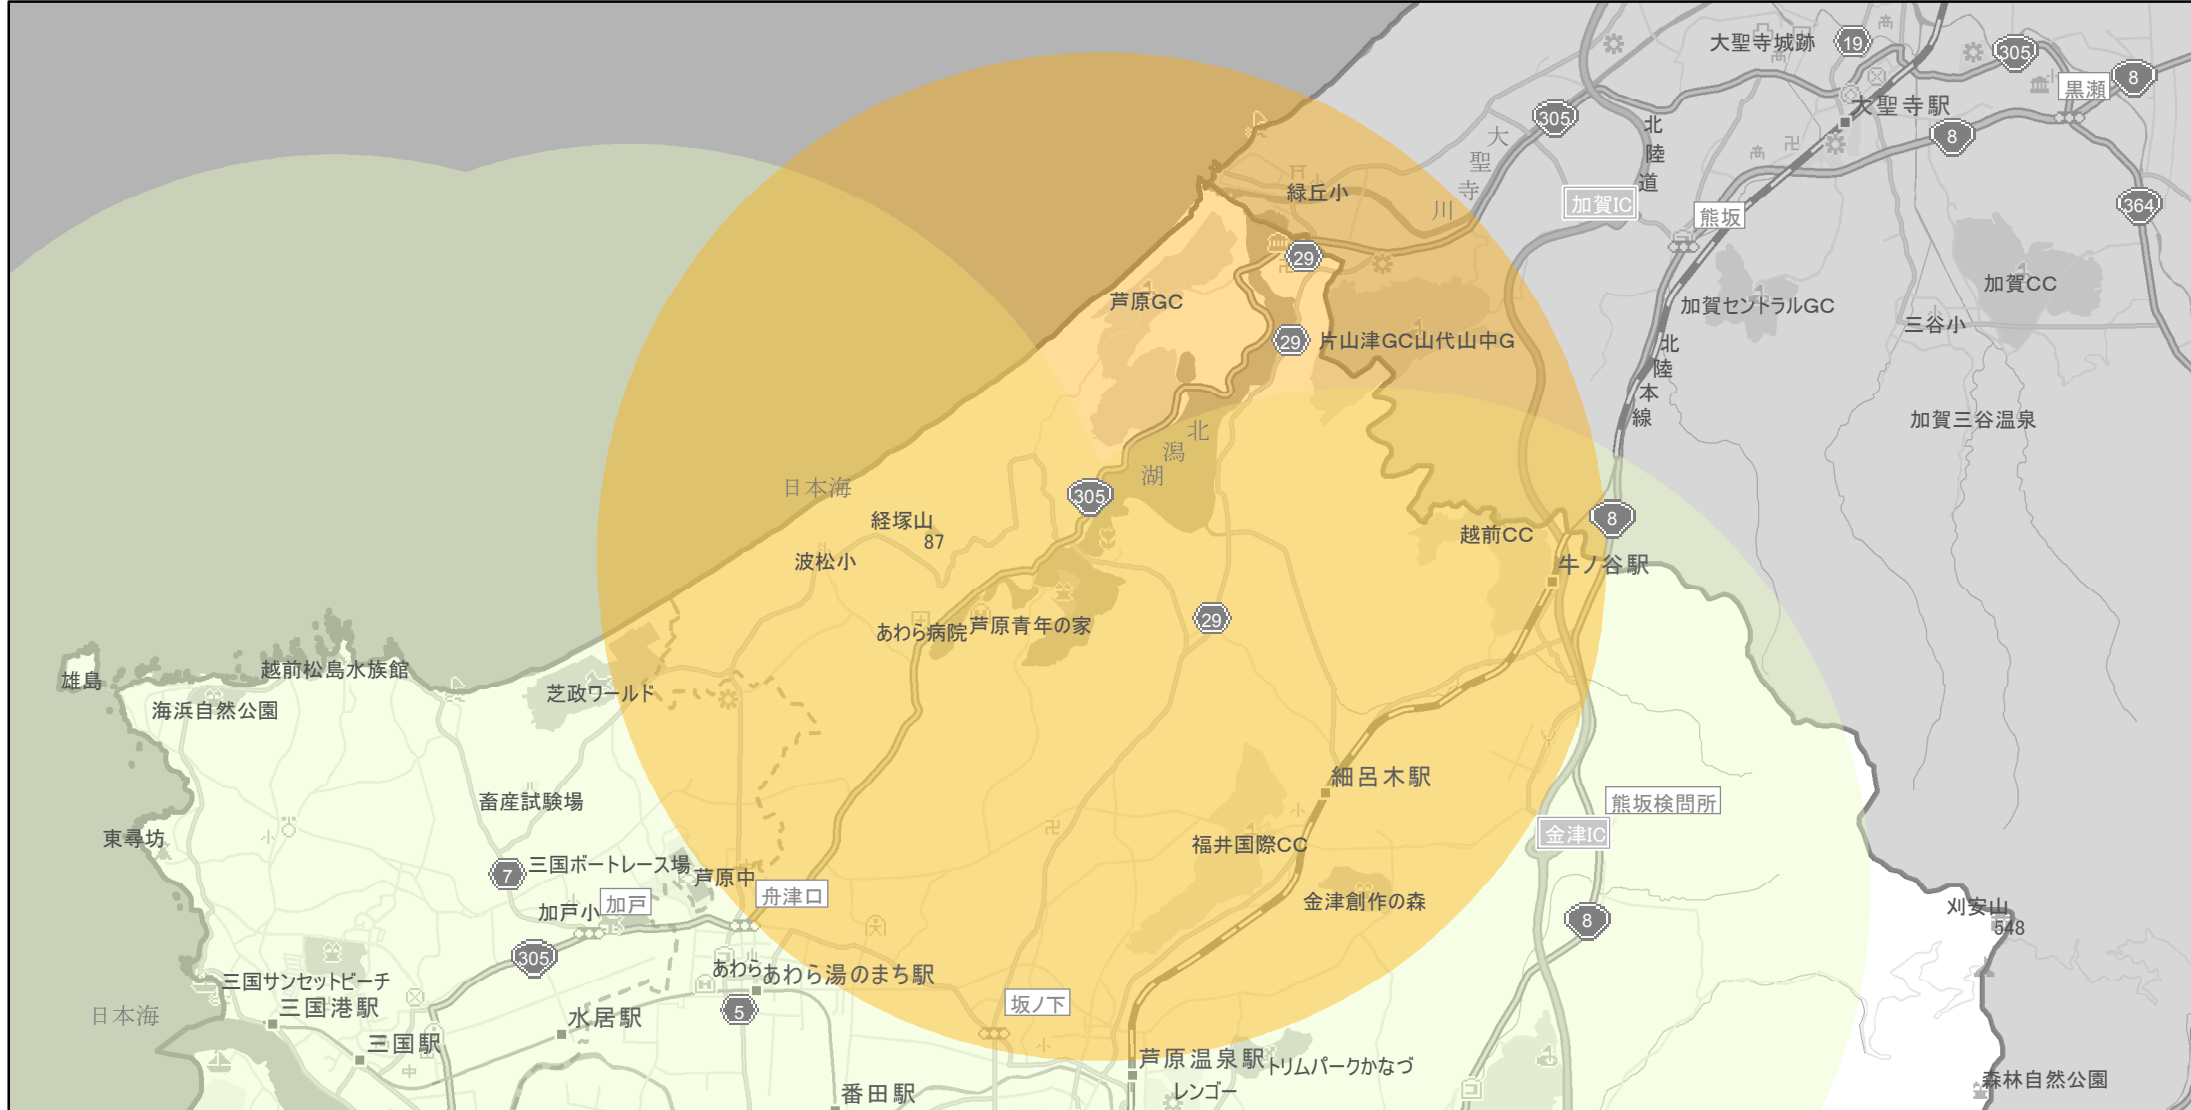 大聖寺城跡
19
305
8
黒瀬
大聖寺駅
305
8
北陸道
大聖寺川
緑丘小
加賀IC
熊坂
364
29
芦原GC
加賀セントラルGC
加賀CC
三谷小
29
片山津GC山代山中G
北陸本線
加賀三谷温泉
北潟湖
日本海
305
経塚山
87
波松小
越前CC
8
牛ノ谷駅
あわら病院
芦原青年の家
29
雄島
越前松島水族館
海浜自然公園
芝政ワールド
細呂木駅
畜産試験場
熊坂検問所
東尋坊
金津IC
福井国際CC
7
三国ボートレース場
芦原中
舟津口
加戸小
加戸
金津創作の森
8
刈安山
548
305
三国サンセットビーチ
あわら
あわら湯のまち駅
三国港駅
日本海
5
坂ノ下
水居駅
三国駅
芦原温泉駅
トリムパークかなづ
レンゴー
番田駅
森林自然公園